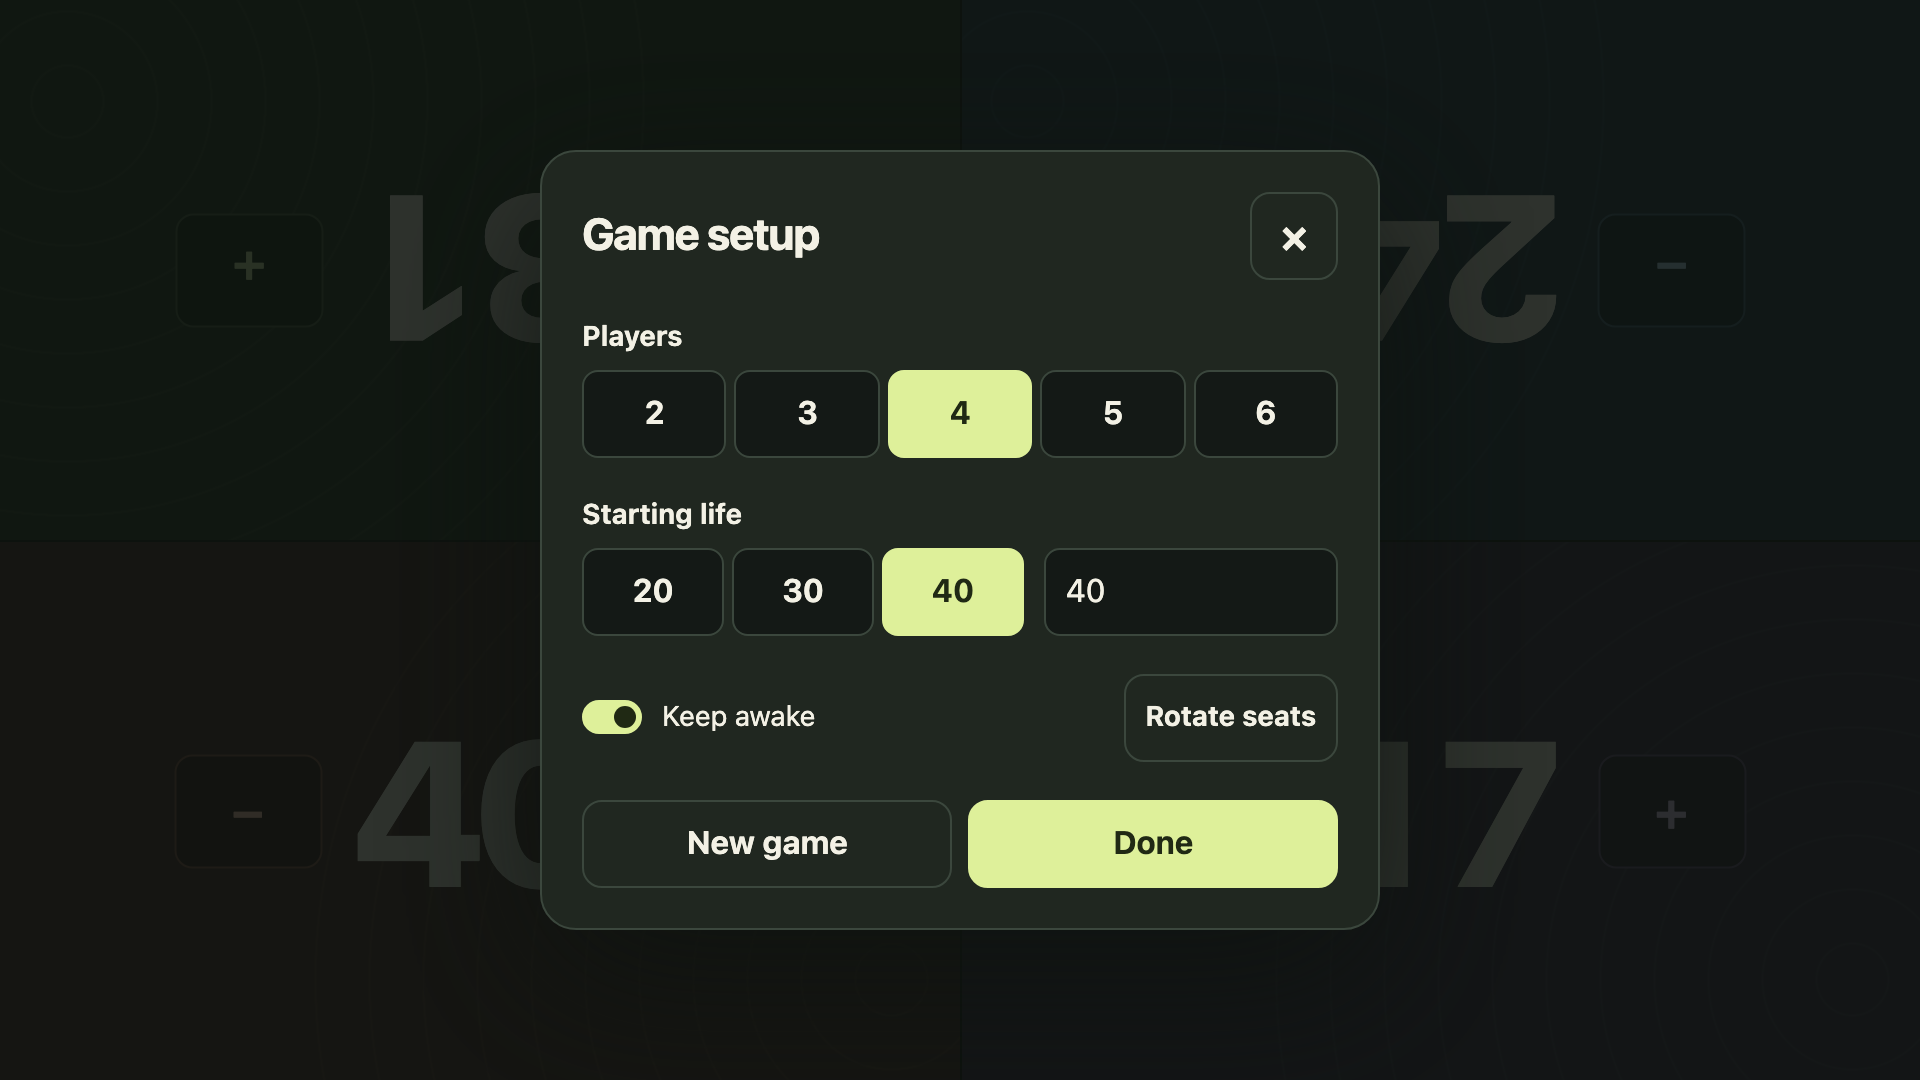 Game setup
×
Players
2 3 4 5 6
Starting life
20 30 40 40
Keep awake
Rotate seats
New game
Done
+
−
−
+